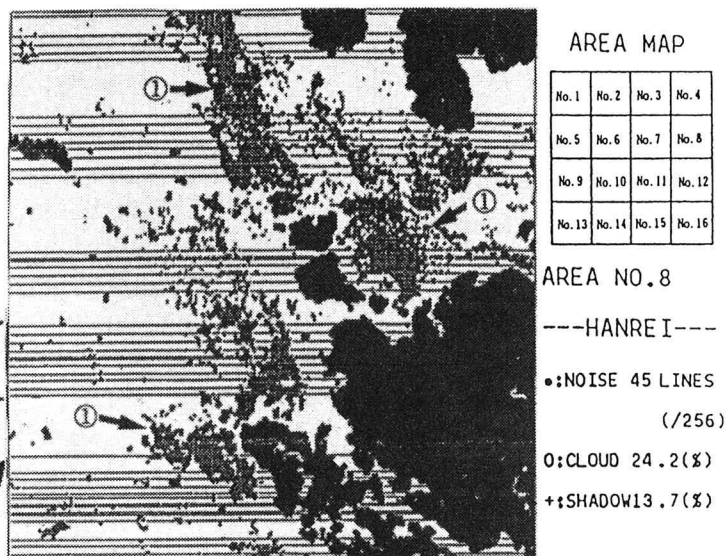 AREA MAP
No.1 No.2 No.3 No.4
No.5 No.6 No.7 No.8
No.9 No.10 No.11 No.12
No.13 No.14 No.15 No.16
AREA NO.8
---HANREI---
•:NOISE 45 LINES
(/256)
O:CLOUD 24.2(%)
+:SHADOW13.7(%)
①
①
①